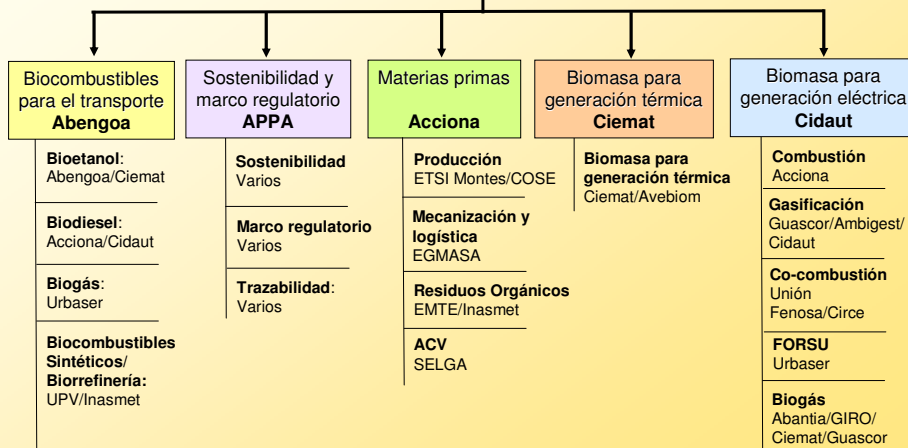 Biocombustibles
para el transporte
Abengoa
Bioetanol:
Abengoa/Ciemat
Biodiesel:
Acciona/Cidaut
Biogás:
Urbaser
Biocombustibles
Sintéticos/
Biorrefinería:
UPV/Inasmet
Sostenibilidad y
marco regulatorio
APPA
Sostenibilidad
Varios
Marco regulatorio
Varios
Trazabilidad:
Varios
Materias primas
Acciona
Producción
ETSI Montes/COSE
Mecanización y
logística
EGMASA
Residuos Orgánicos
EMTE/Inasmet
ACV
SELGA
Biomasa para
generación térmica
Ciemat
Biomasa para
generación térmica
Ciemat/Avebiom
Biomasa para
generación eléctrica
Cidaut
Combustión
Acciona
Gasificación
Guascor/Ambigest/
Cidaut
Co-combustión
Unión
Fenosa/Circe
FORSU
Urbaser
Biogás
Abantia/GIRO/
Ciemat/Guascor